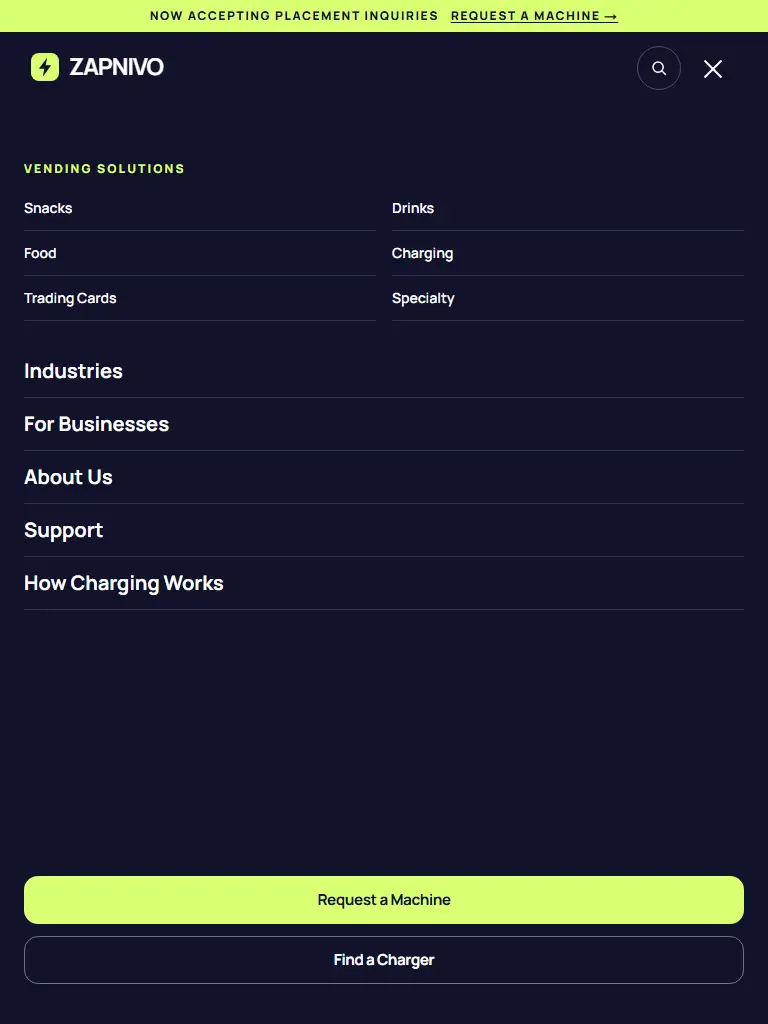 NOW ACCEPTING PLACEMENT INQUIRIES REQUEST A MACHINE →
ZAPNIVO
VENDING SOLUTIONS
Snacks
Drinks
Food
Charging
Trading Cards
Specialty
Industries
For Businesses
About Us
Support
How Charging Works
Request a Machine
Find a Charger